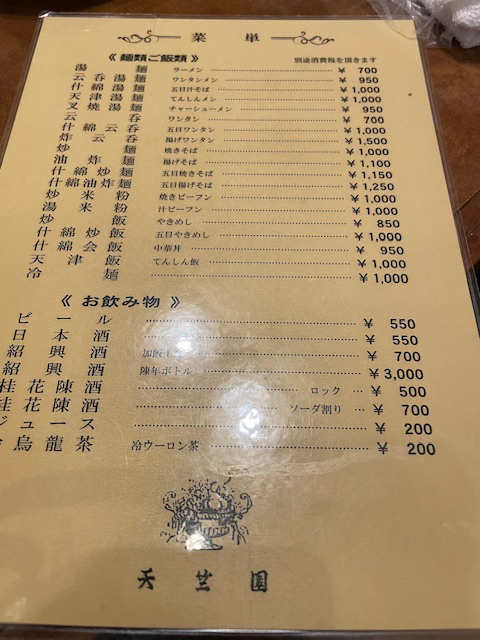 菜 単
《麺類ご飯類》 別途消費税を頂きます
湯 麺 ラーメン ¥ 700
云呑湯麺 ワンタンメン ¥ 950
什綿湯麺 五目汁そば ¥ 1,000
天津湯麺 てんしんメン ¥ 1,000
叉焼湯麺 チャーシューメン ¥ 950
云 呑 ワンタン ¥ 700
什綿云呑 五目ワンタン ¥ 1,000
炸云呑 揚げワンタン ¥ 1,500
炒 麺 焼きそば ¥ 1,000
油炸麺 揚げそば ¥ 1,100
什綿炒麺 五目焼きそば ¥ 1,150
什綿油炸麺 五目揚げそば ¥ 1,250
炒米粉 焼きビーフン ¥ 1,000
湯米粉 汁ビーフン ¥ 1,000
炒 飯 やきめし ¥ 850
什綿炒飯 五目やきめし ¥ 1,000
什綿会飯 中華丼 ¥ 950
天津飯 てんしん飯 ¥ 1,000
冷 麺 ¥ 1,000
《お飲み物》
ビール ¥ 550
日本酒 ¥ 550
紹興酒 加飯 ¥ 700
紹興酒 陳年ボトル ¥ 3,000
桂花陳酒 ロック ¥ 500
桂花陳酒 ソーダ割り ¥ 700
ジュース ¥ 200
烏龍茶 冷ウーロン茶 ¥ 200
天竺園